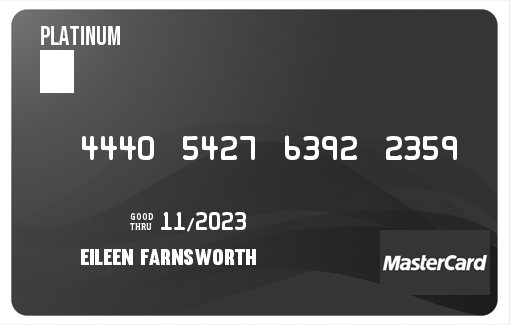 PLATINUM
4440 5427 6392 2359
GOOD THRU 11/2023
EILEEN FARNSWORTH
MasterCard